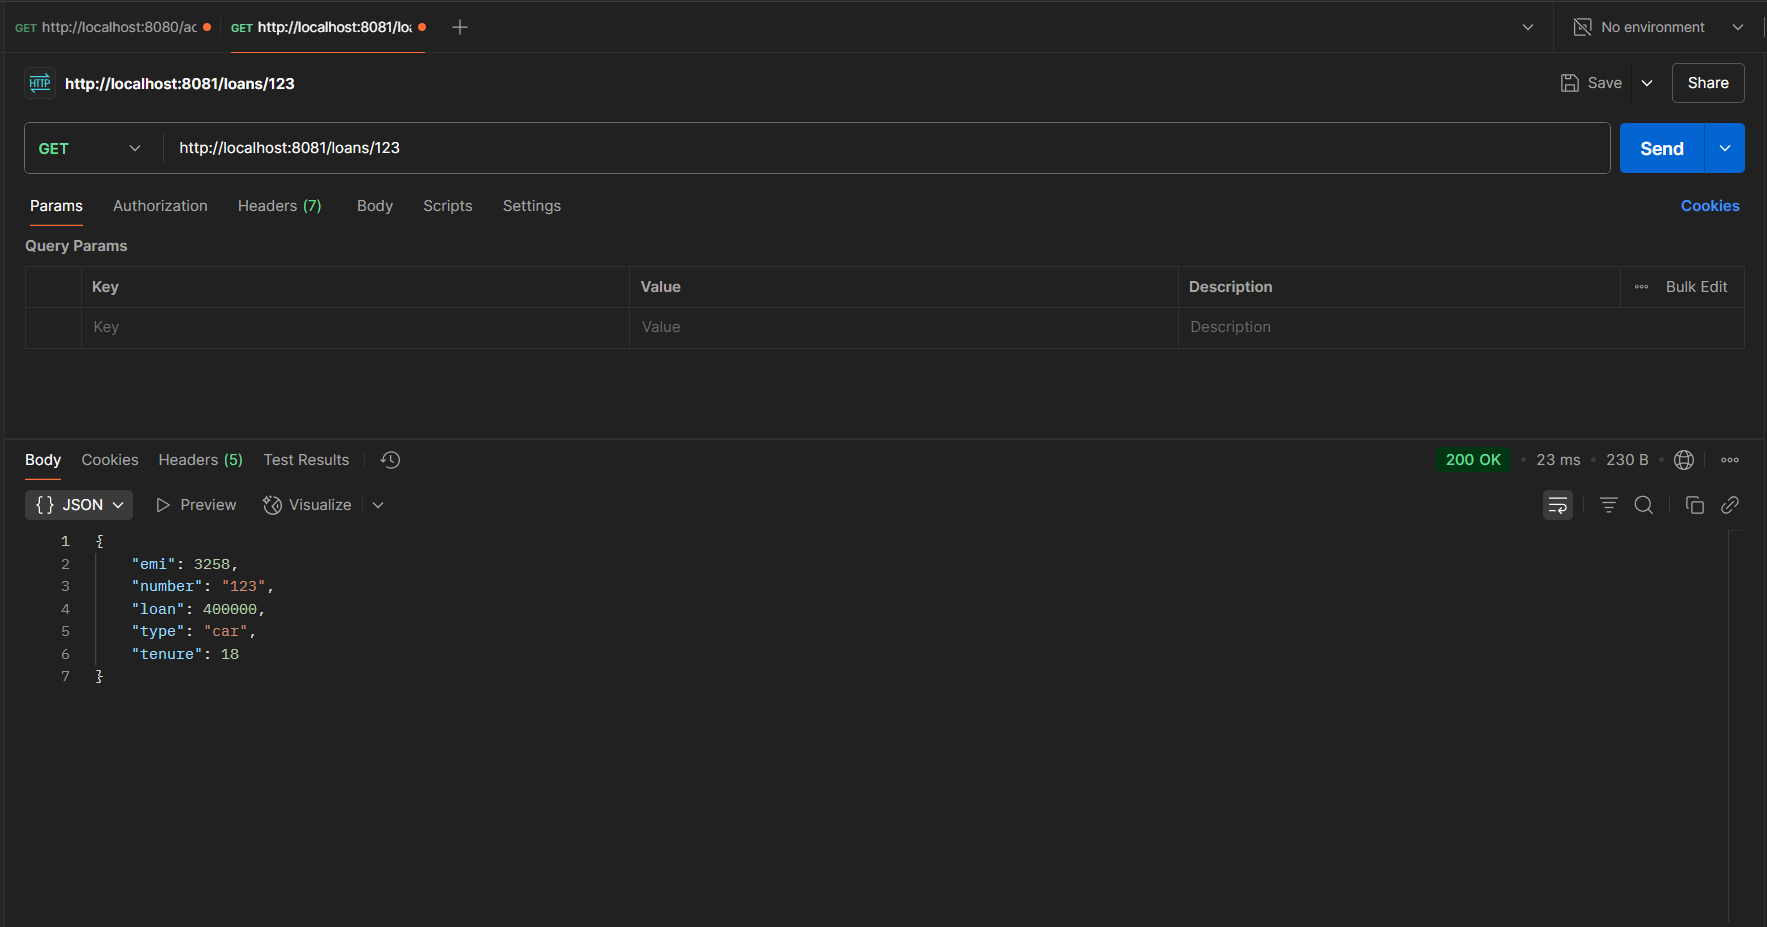 GET http://localhost:8080/ac GET http://localhost:8081/loa No environment
HTTP http://localhost:8081/loans/123 Save Share
GET http://localhost:8081/loans/123 Send
Params Authorization Headers (7) Body Scripts Settings Cookies
Query Params
Key Value Description Bulk Edit
Key Value Description
Body Cookies Headers (5) Test Results 200 OK 23 ms 230 B
{} JSON Preview Visualize
1 {
2 "emi": 3258,
3 "number": "123",
4 "loan": 400000,
5 "type": "car",
6 "tenure": 18
7 }